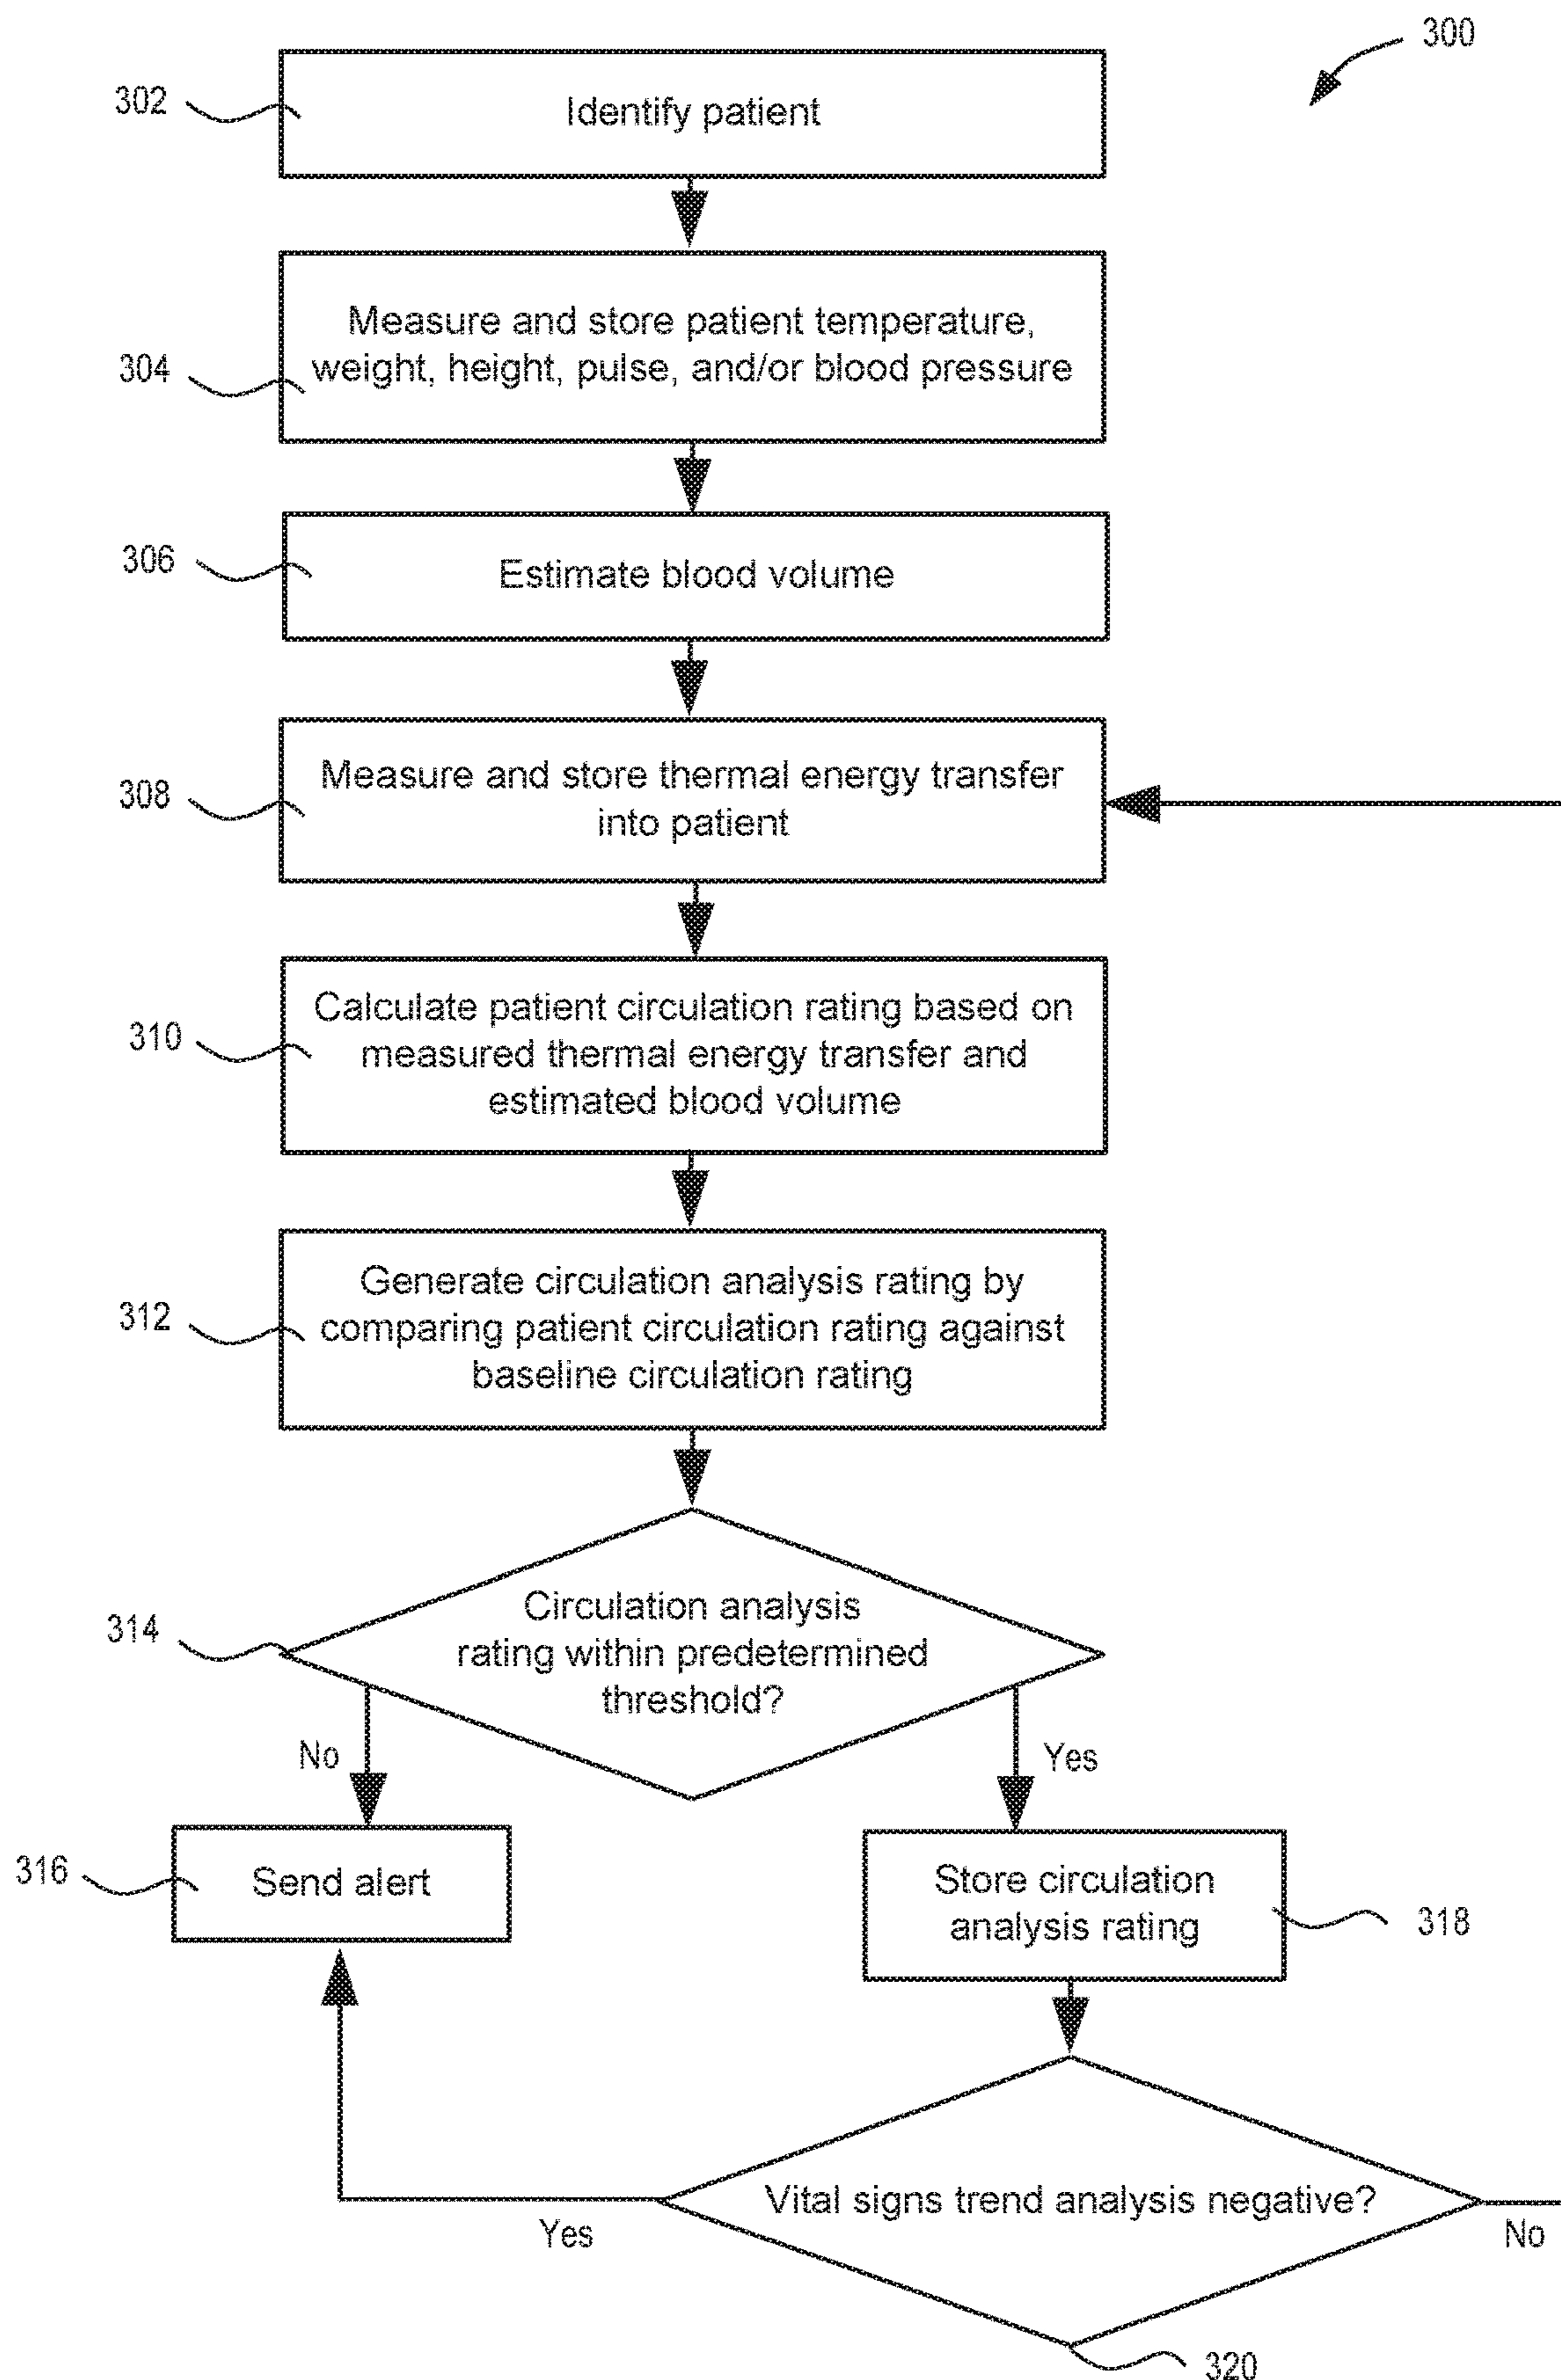 300
302
Identify patient
304
Measure and store patient temperature,
weight, height, pulse, and/or blood pressure
306
Estimate blood volume
308
Measure and store thermal energy transfer
into patient
310
Calculate patient circulation rating based on
measured thermal energy transfer and
estimated blood volume
312
Generate circulation analysis rating by
comparing patient circulation rating against
baseline circulation rating
314
Circulation analysis
rating within predetermined
threshold?
No
Yes
316
Send alert
Store circulation
analysis rating
318
Vital signs trend analysis negative?
Yes
No
320